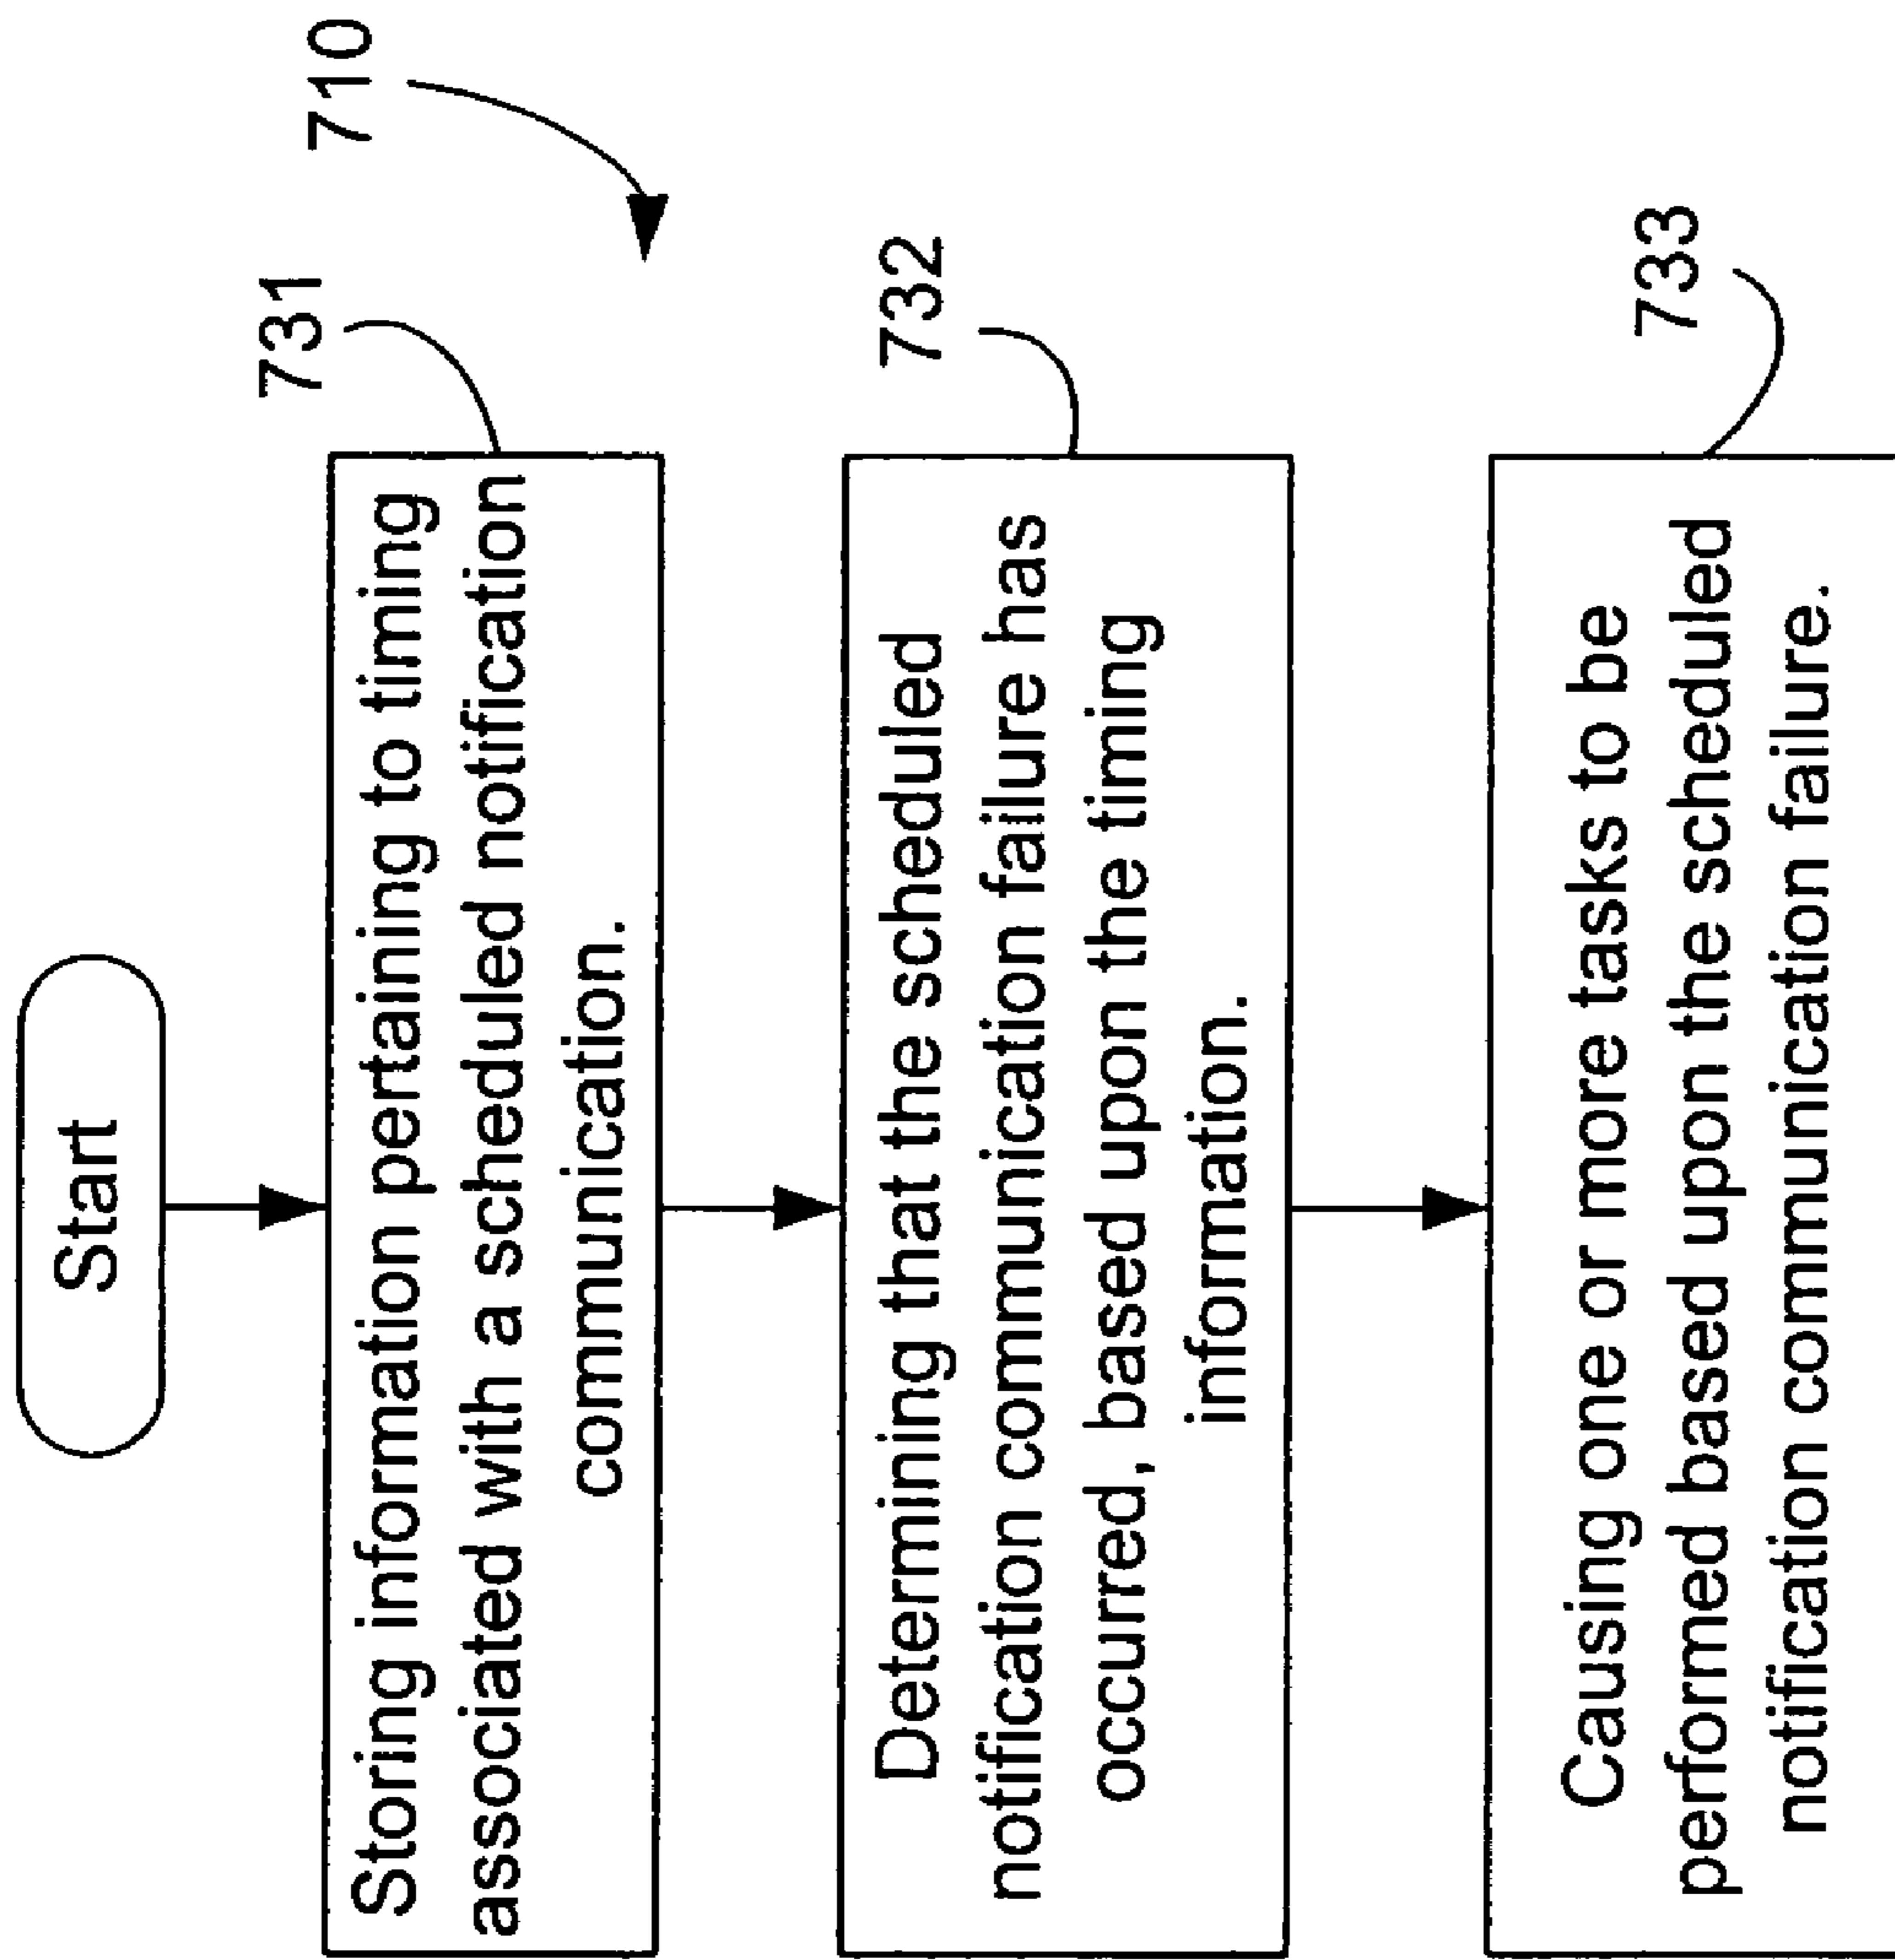 Start
710
731
Storing information pertaining to timing
associated with a scheduled notification
communication.
732
Determining that the scheduled
notification communication failure has
occurred, based upon the timing
information.
733
Causing one or more tasks to be
performed based upon the scheduled
notification communication failure.